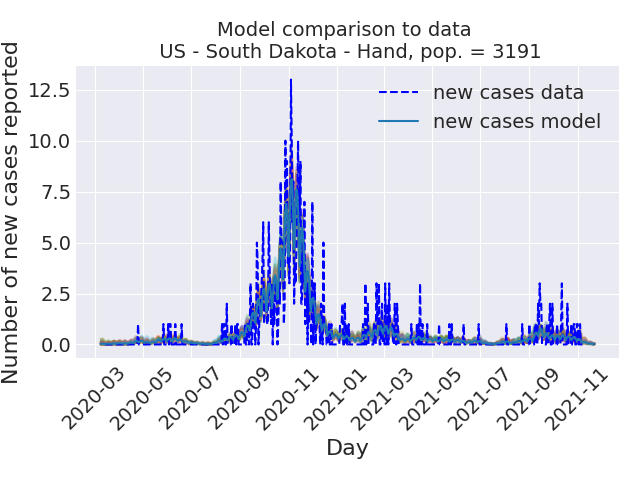 Model comparison to data
US - South Dakota - Hand, pop. = 3191
Number of new cases reported
12.5
10.0
7.5
5.0
2.5
0.0
new cases data
new cases model
2020-03
2020-05
2020-07
2020-09
2020-11
2021-01
2021-03
2021-05
2021-07
2021-09
2021-11
Day